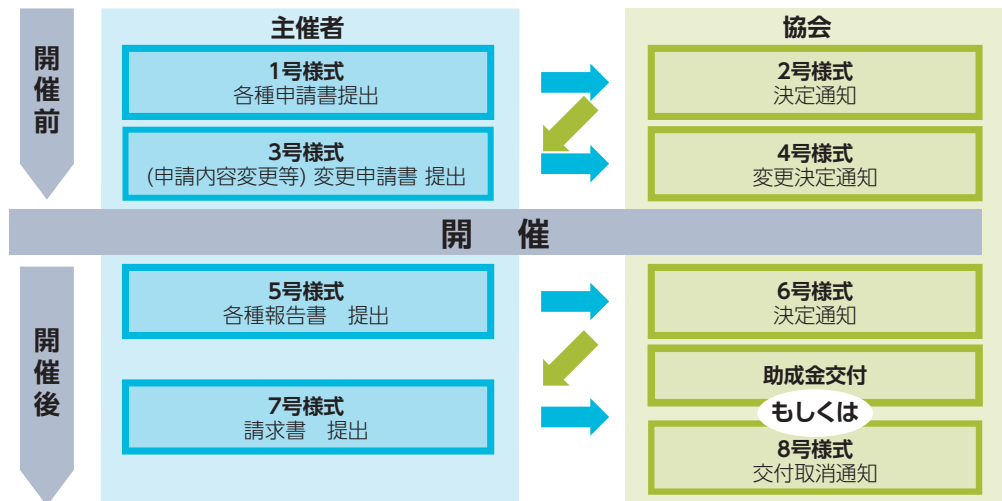 主催者
協会
開催前
1号様式
各種申請書提出
2号様式
決定通知
3号様式
(申請内容変更等) 変更申請書 提出
4号様式
変更決定通知
開　催
開催後
5号様式
各種報告書　提出
6号様式
決定通知
7号様式
請求書　提出
助成金交付
もしくは
8号様式
交付取消通知